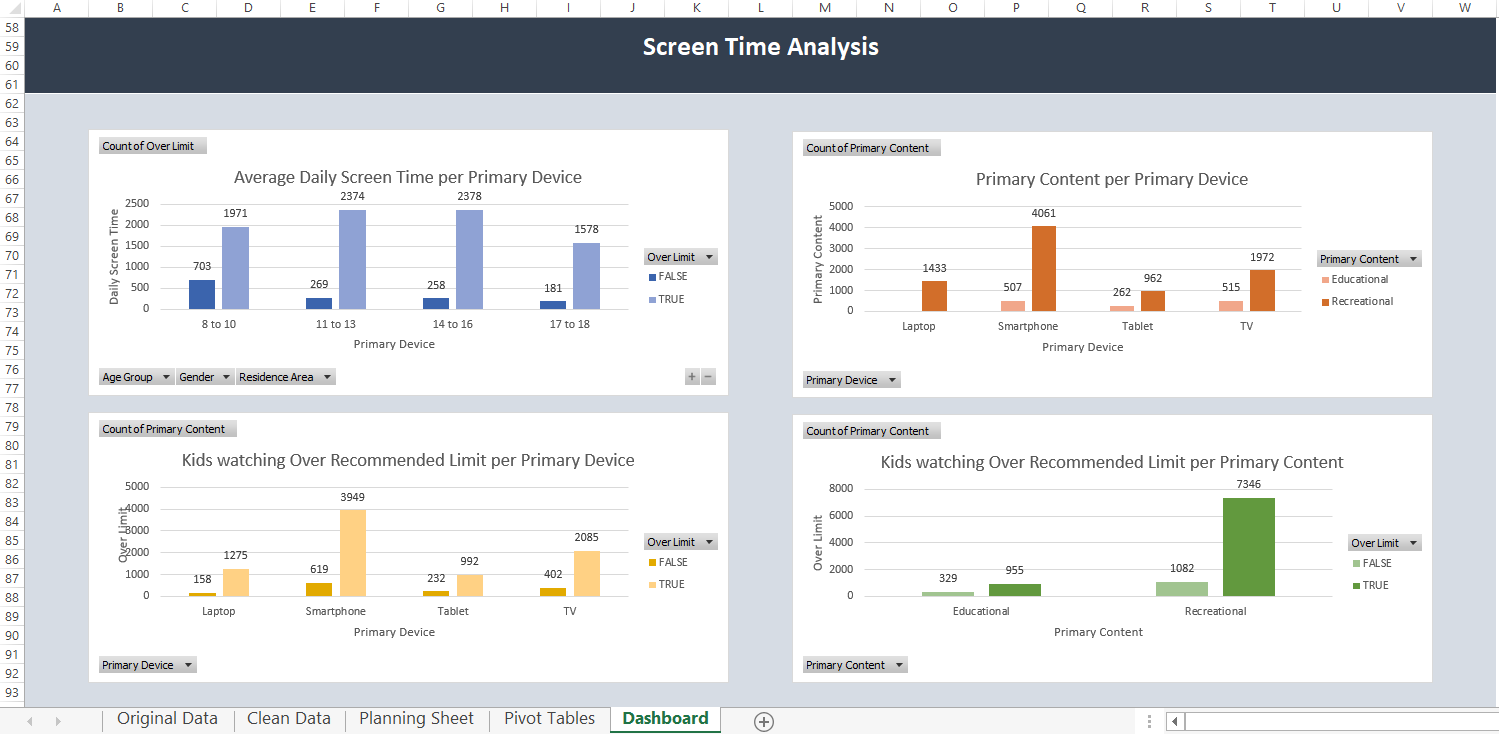 A B C D E F G H I J K L M N O P Q R S T U V W
58
59
60
61
62
63
64
65
66
67
68
69
70
71
72
73
74
75
76
77
78
79
80
81
82
83
84
85
86
87
88
89
90
91
92
93
Screen Time Analysis
Count of Over Limit
Average Daily Screen Time per Primary Device
Daily Screen Time
2500
2000
1500
1000
500
0
703 1971 269 2374 258 2378 181 1578
8 to 10 11 to 13 14 to 16 17 to 18
Primary Device
Over Limit
FALSE
TRUE
Age Group Gender Residence Area
+ −
Count of Primary Content
Primary Content per Primary Device
Primary Content
5000
4000
3000
2000
1000
0
1433 507 4061 262 962 515 1972
Laptop Smartphone Tablet TV
Primary Device
Primary Content
Educational
Recreational
Primary Device
Count of Primary Content
Kids watching Over Recommended Limit per Primary Device
Over Limit
5000
4000
3000
2000
1000
0
158 1275 619 3949 232 992 402 2085
Laptop Smartphone Tablet TV
Primary Device
Over Limit
FALSE
TRUE
Primary Device
Count of Primary Content
Kids watching Over Recommended Limit per Primary Content
Over Limit
8000
6000
4000
2000
0
329 955 1082 7346
Educational Recreational
Primary Content
Over Limit
FALSE
TRUE
Primary Content
Original Data Clean Data Planning Sheet Pivot Tables Dashboard